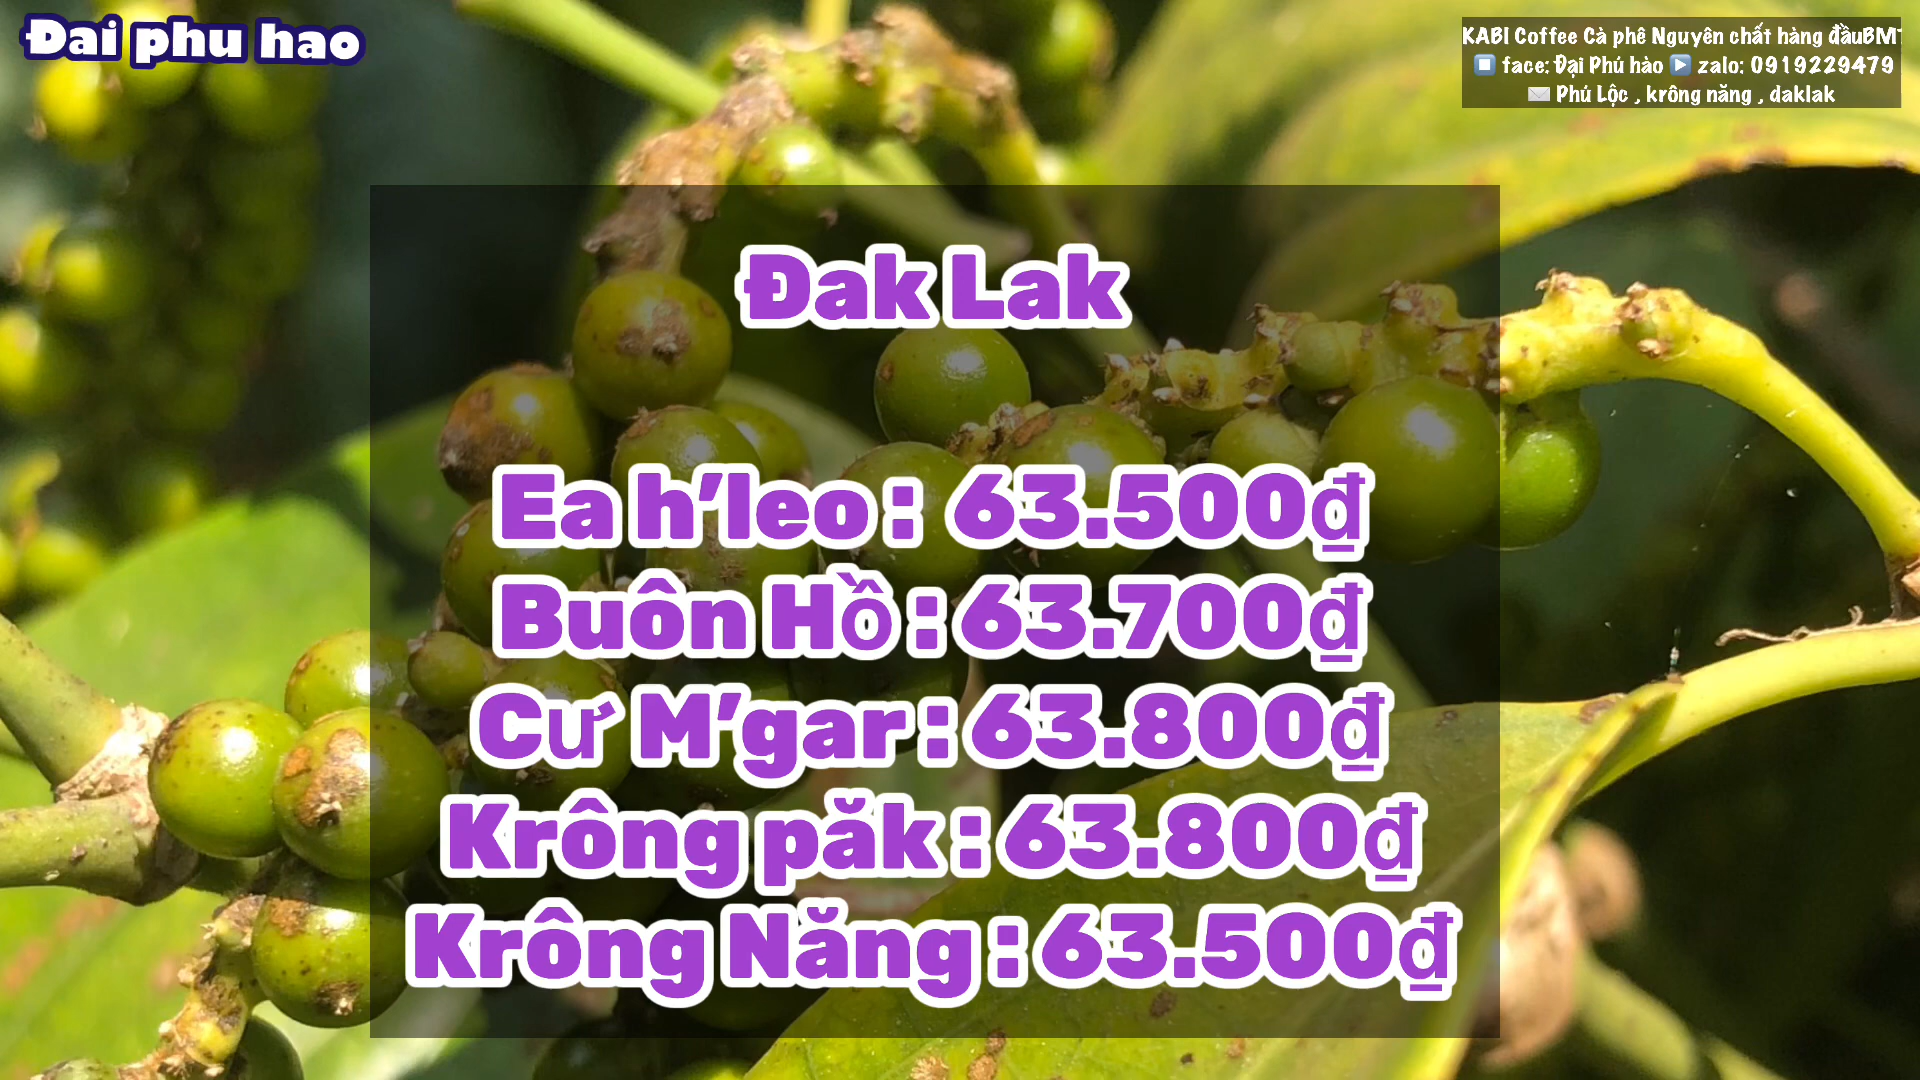 Đai phu hao
KABI Coffee Cà phê Nguyên chất hàng đầuBMT
face: Đại Phú hào zalo: 0919229479
Phú Lộc , krông năng , daklak
Đak Lak
Ea h’leo : 63.500₫
Buôn Hồ : 63.700₫
Cư M’gar : 63.800₫
Krông păk : 63.800₫
Krông Năng : 63.500₫